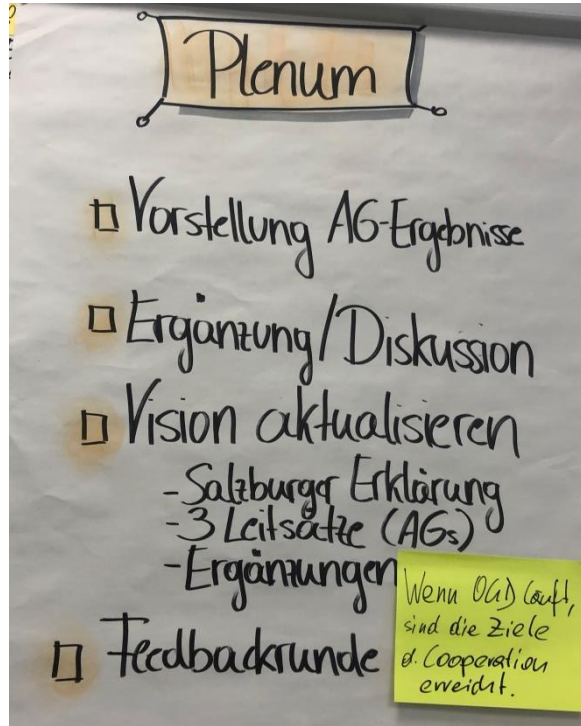 Plenum
Vorstellung AG-Ergebnisse
Ergänzung/Diskussion
Vision aktualisieren
- Salzburger Erklärung
- 3 Leitsätze (AGs)
- Ergänzungen
Wenn OGD läuft,
sind die Ziele
d. Cooperation
erreicht.
Feedbackrunde